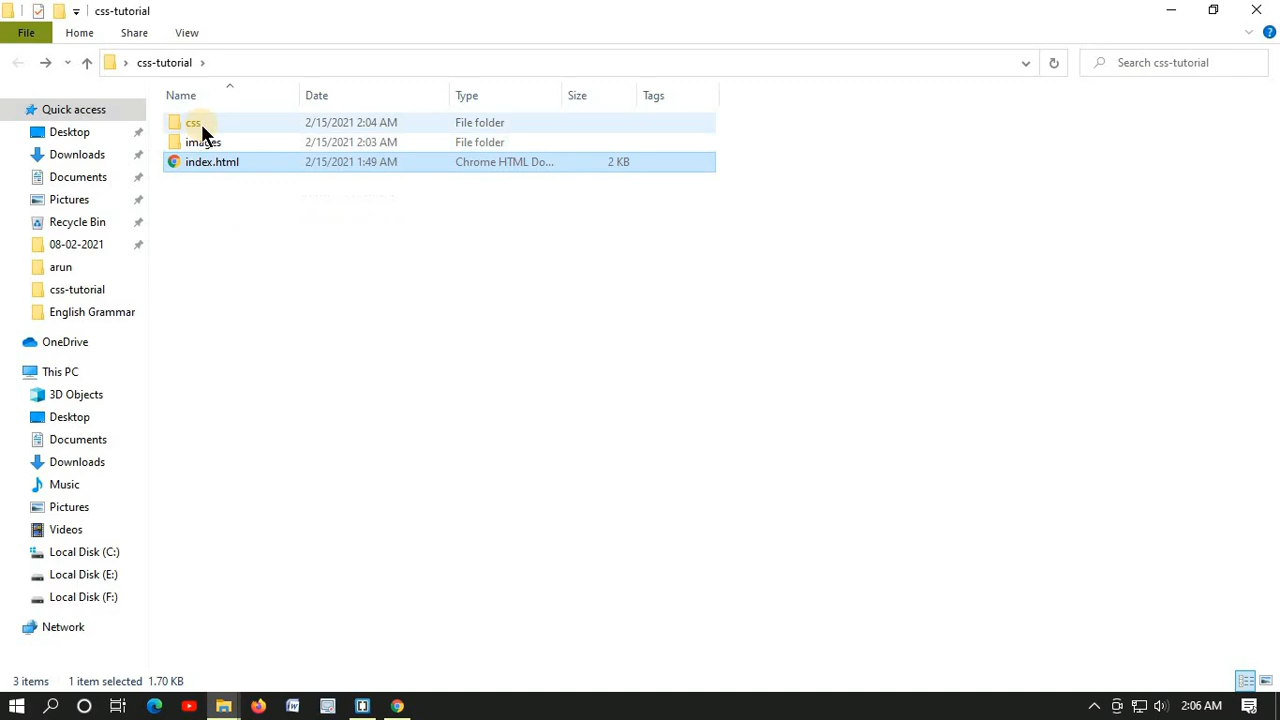 css-tutorial
File Home Share View
css-tutorial
Search css-tutorial
Name Date Type Size Tags
Quick access
Desktop
Downloads
Documents
Pictures
Recycle Bin
08-02-2021
arun
css-tutorial
English Grammar
OneDrive
This PC
3D Objects
Desktop
Documents
Downloads
Music
Pictures
Videos
Local Disk (C:)
Local Disk (E:)
Local Disk (F:)
Network
css 2/15/2021 2:04 AM File folder
images 2/15/2021 2:03 AM File folder
index.html 2/15/2021 1:49 AM Chrome HTML Do... 2 KB
3 items 1 item selected 1.70 KB
2:06 AM